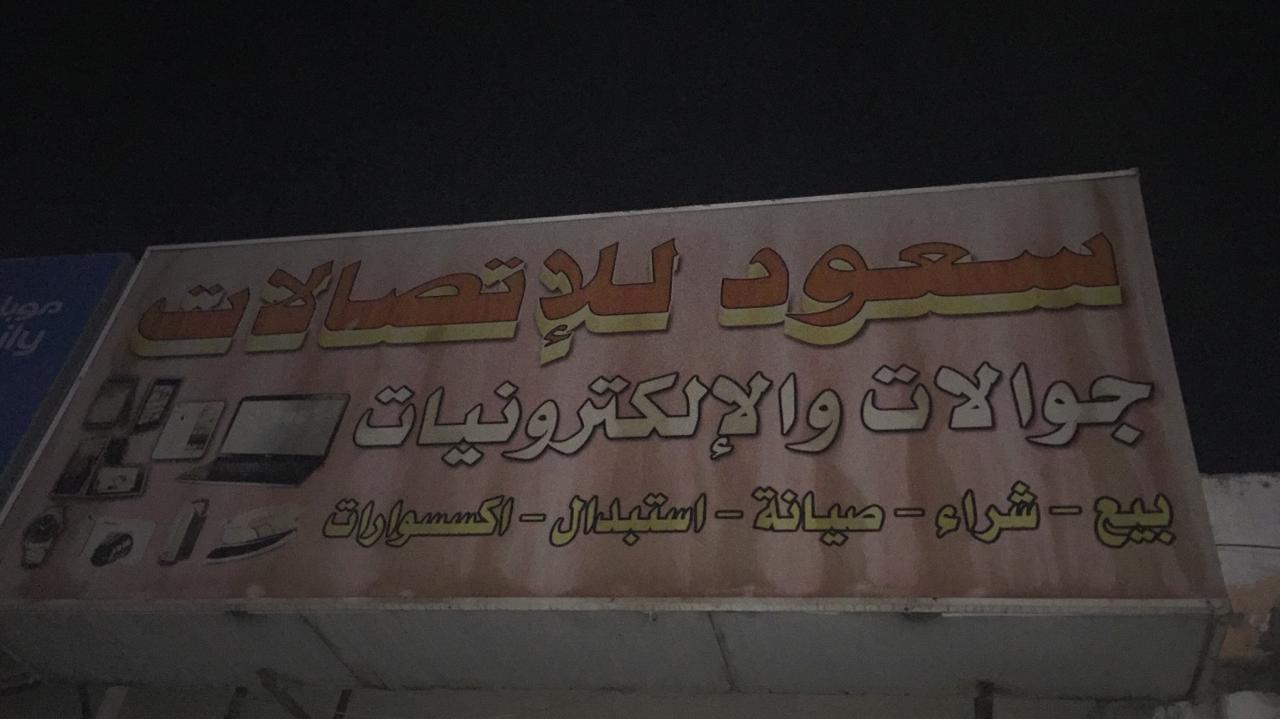 سعود للإتصالات
جوالات والإلكترونيات
بيع - شراء - صيانة - استبدال - اكسسوارات